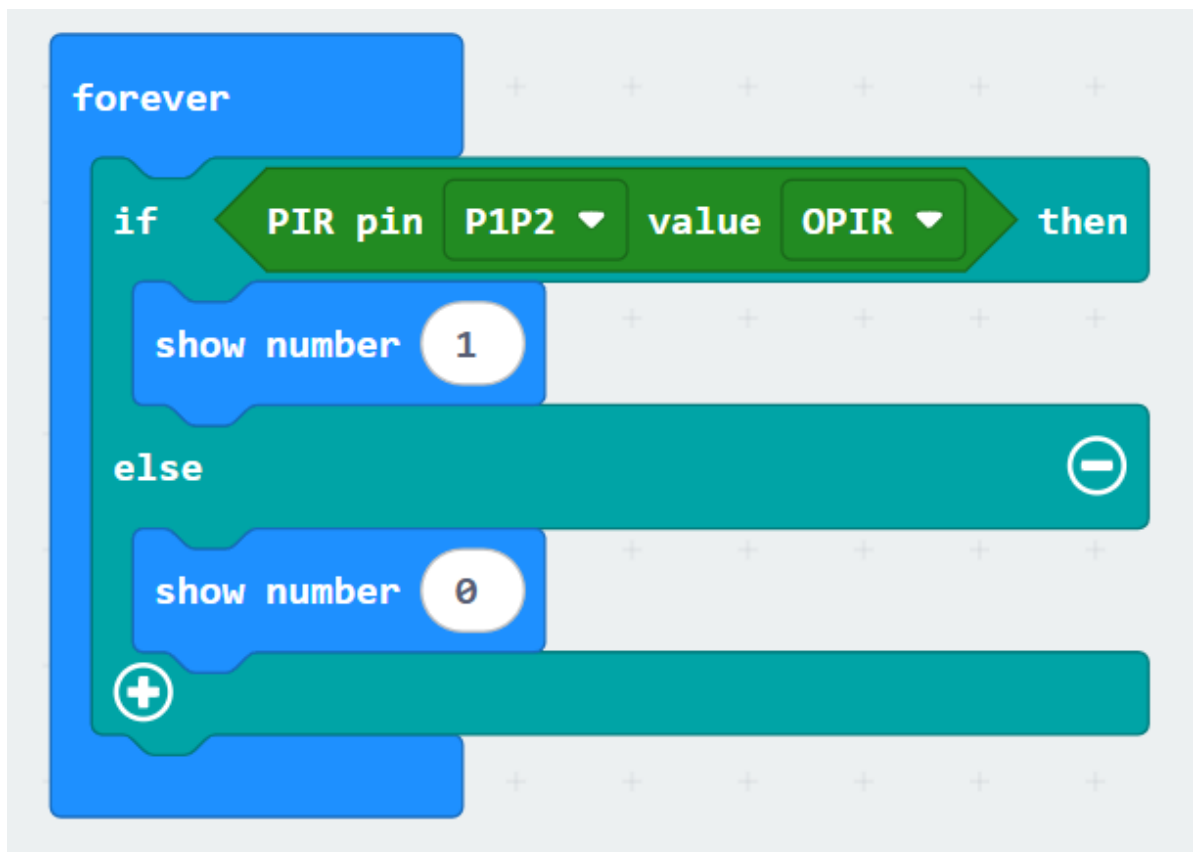 forever
if PIR pin P1P2 value OPIR then
show number 1
else
show number 0